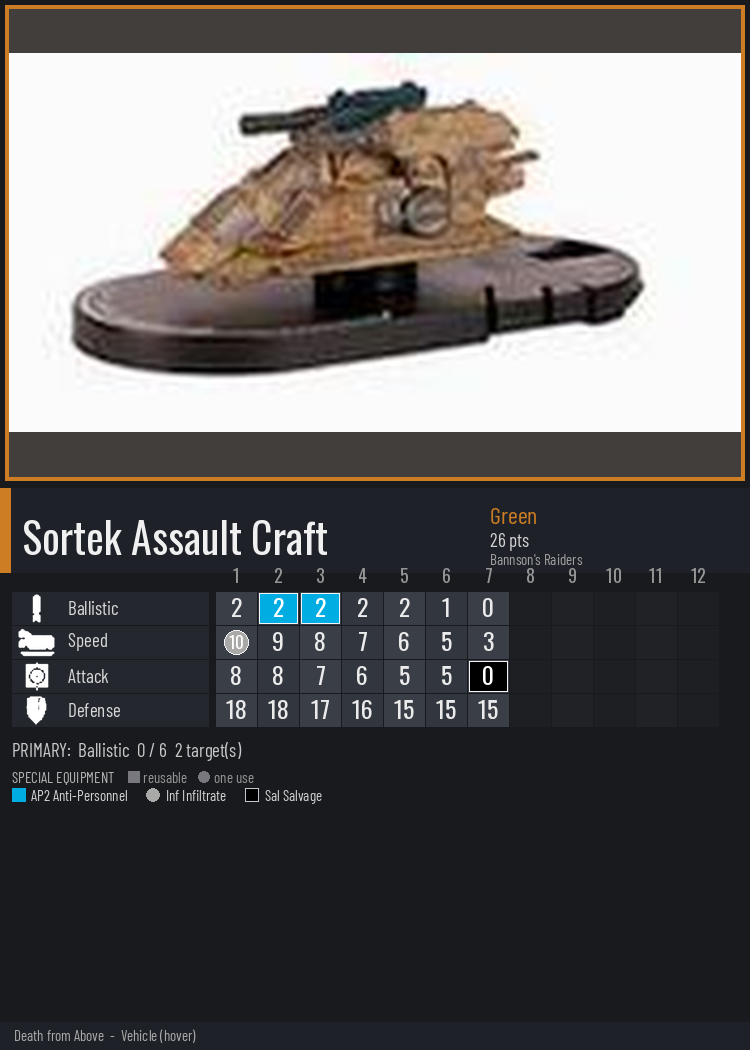 Sortek Assault Craft
Green
26 pts
Bannson's Raiders
1 2 3 4 5 6 7 8 9 10 11 12
Ballistic 2 2 2 2 2 1 0
Speed 10 9 8 7 6 5 3
Attack 8 8 7 6 5 5 0
Defense 18 18 17 16 15 15 15
PRIMARY: Ballistic 0 / 6 2 target(s)
SPECIAL EQUIPMENT reusable one use
AP2 Anti-Personnel Inf Infiltrate Sal Salvage
Death from Above - Vehicle (hover)